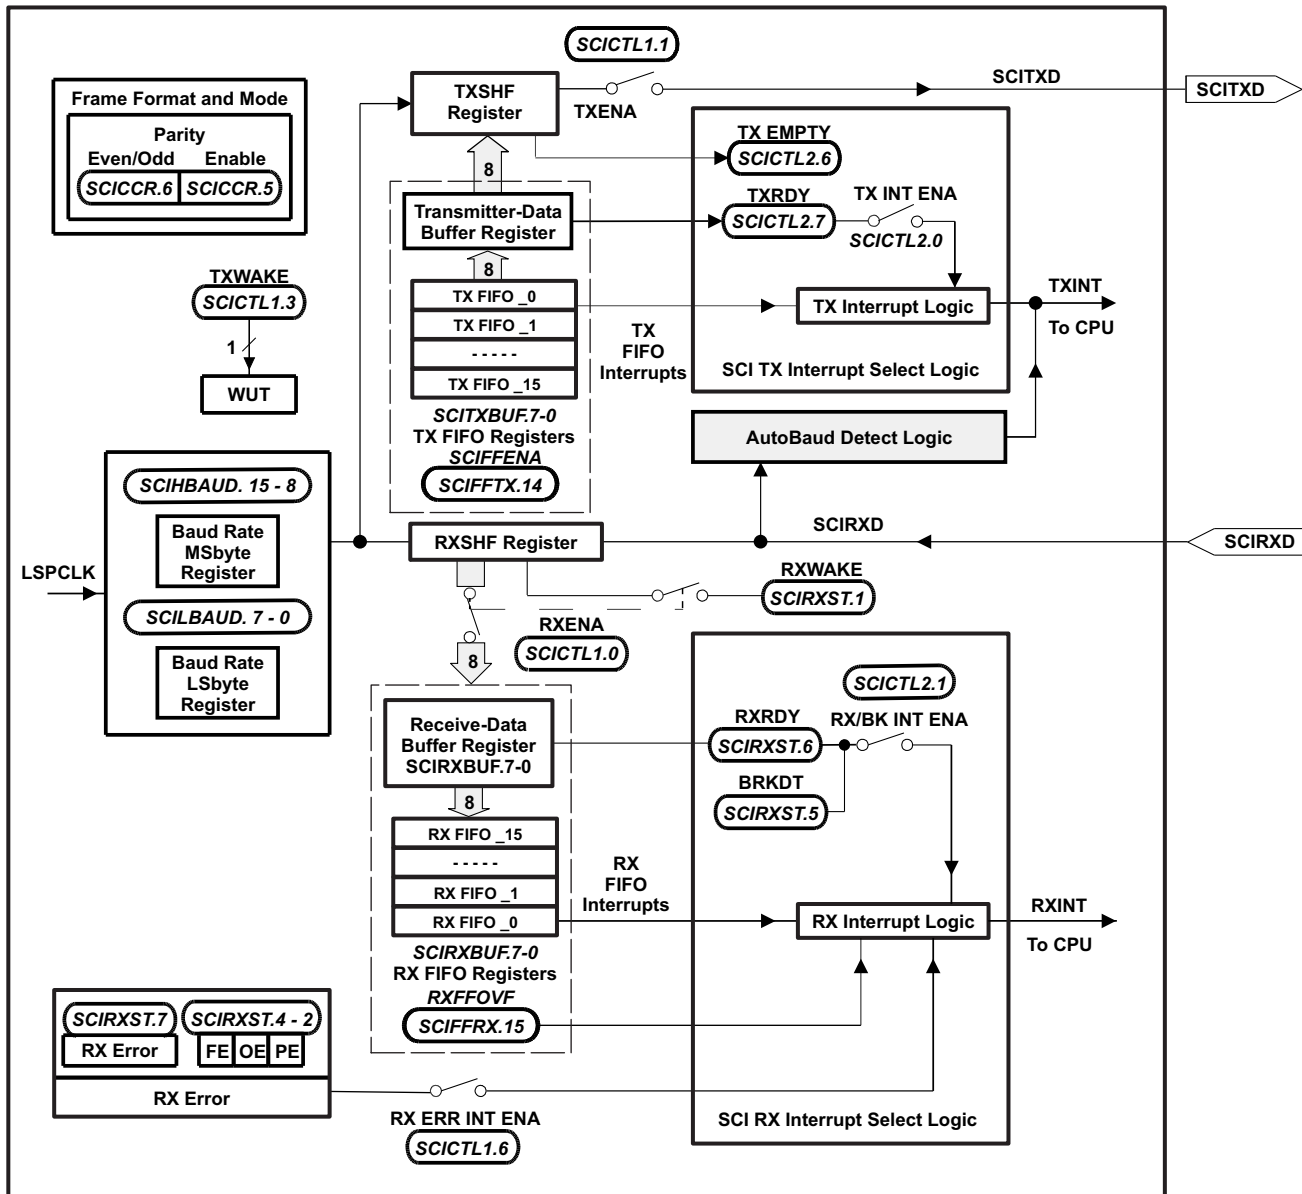 SCICTL1.1
SCITXD
SCITXD
Frame Format and Mode
Parity
Even/Odd Enable
SCICCR.6 SCICCR.5
TXSHF
Register
TXENA
8
TX EMPTY
SCICTL2.6
TXRDY
SCICTL2.7
TX INT ENA
SCICTL2.0
Transmitter-Data
Buffer Register
8
TX FIFO _0
TX FIFO _1
- - - - -
TX FIFO _15
SCITXBUF.7-0
TX FIFO Registers
SCIFFENA
SCIFFTX.14
TX
FIFO
Interrupts
TX Interrupt Logic
TXINT
To CPU
SCI TX Interrupt Select Logic
TXWAKE
SCICTL1.3
1
WUT
AutoBaud Detect Logic
LSPCLK
SCIHBAUD. 15 - 8
Baud Rate
MSbyte
Register
SCILBAUD. 7 - 0
Baud Rate
LSbyte
Register
RXSHF Register
SCIRXD
SCIRXD
RXWAKE
SCIRXST.1
RXENA
SCICTL1.0
8
Receive-Data
Buffer Register
SCIRXBUF.7-0
8
RX FIFO _15
- - - - -
RX FIFO _1
RX FIFO _0
SCIRXBUF.7-0
RX FIFO Registers
RXFFOVF
SCIFFRX.15
RX
FIFO
Interrupts
SCICTL2.1
RXRDY
RX/BK INT ENA
SCIRXST.6
BRKDT
SCIRXST.5
RX Interrupt Logic
RXINT
To CPU
SCI RX Interrupt Select Logic
SCIRXST.7 SCIRXST.4 - 2
RX Error FE OE PE
RX Error
RX ERR INT ENA
SCICTL1.6